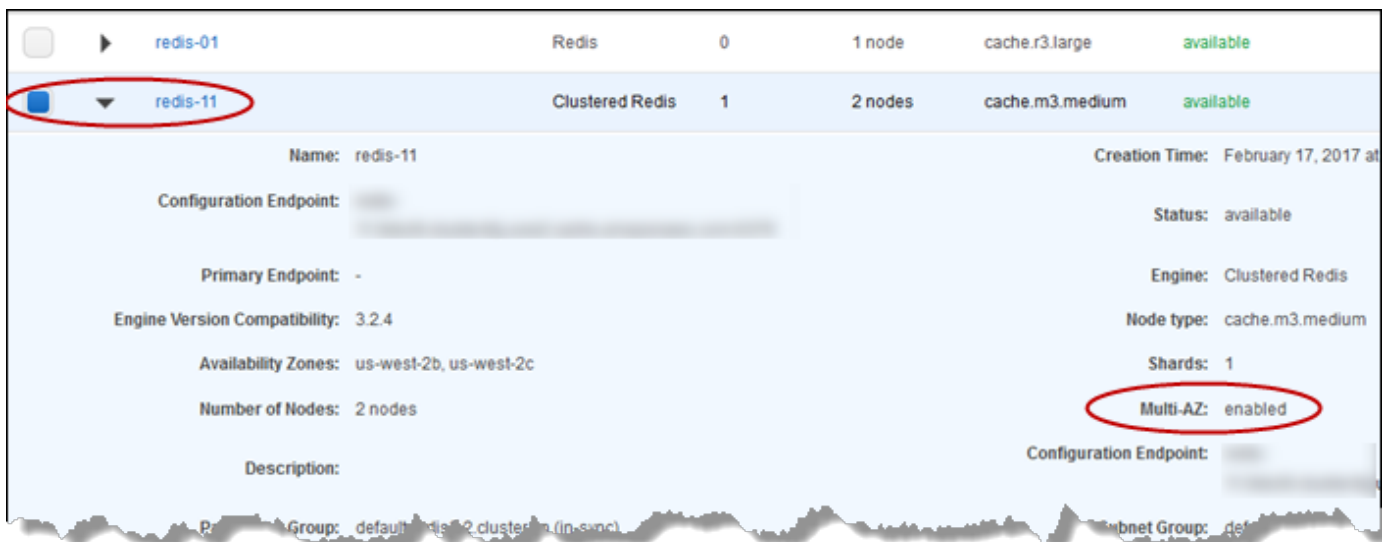 redis-01 Redis 0 1 node cache.r3.large available
redis-11 Clustered Redis 1 2 nodes cache.m3.medium available
Name: redis-11 Creation Time: February 17, 2017 at
Configuration Endpoint:
Status: available
Primary Endpoint: - Engine: Clustered Redis
Engine Version Compatibility: 3.2.4 Node type: cache.m3.medium
Availability Zones: us-west-2b, us-west-2c Shards: 1
Number of Nodes: 2 nodes Multi-AZ: enabled
Configuration Endpoint:
Description:
Group: (in-sync) Group: